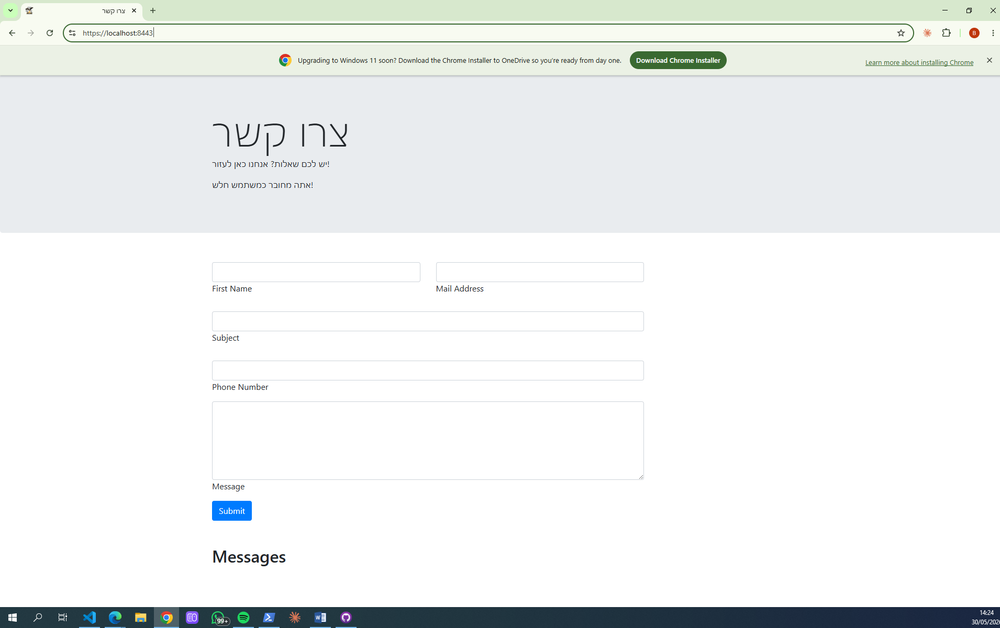 צרו קשר
https://localhost:8443
B
Upgrading to Windows 11 soon? Download the Chrome Installer to OneDrive so you're ready from day one.
Download Chrome Installer
Learn more about installing Chrome
צרו קשר
יש לכם שאלות? אנחנו כאן לעזור!
אתה מחובר כמשתמש חלש!
First Name
Mail Address
Subject
Phone Number
Message
Submit
Messages
99+
14:24
30/05/202